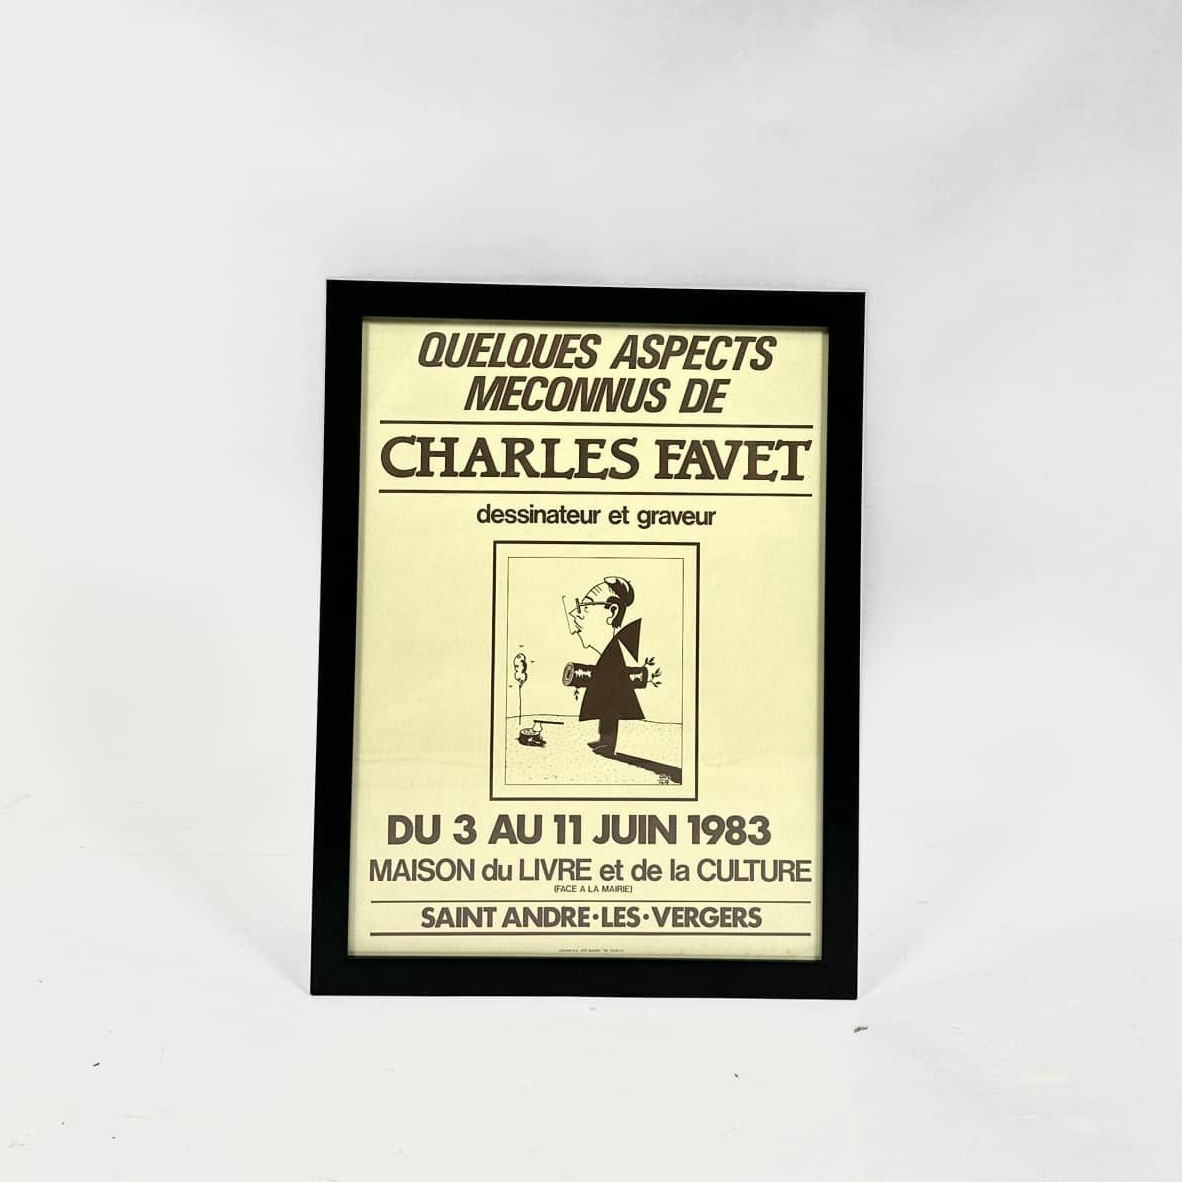 QUELQUES ASPECTS
MECONNUS DE
CHARLES FAVET
dessinateur et graveur
DU 3 AU 11 JUIN 1983
MAISON du LIVRE et de la CULTURE
(FACE A LA MAIRIE)
SAINT ANDRE·LES·VERGERS